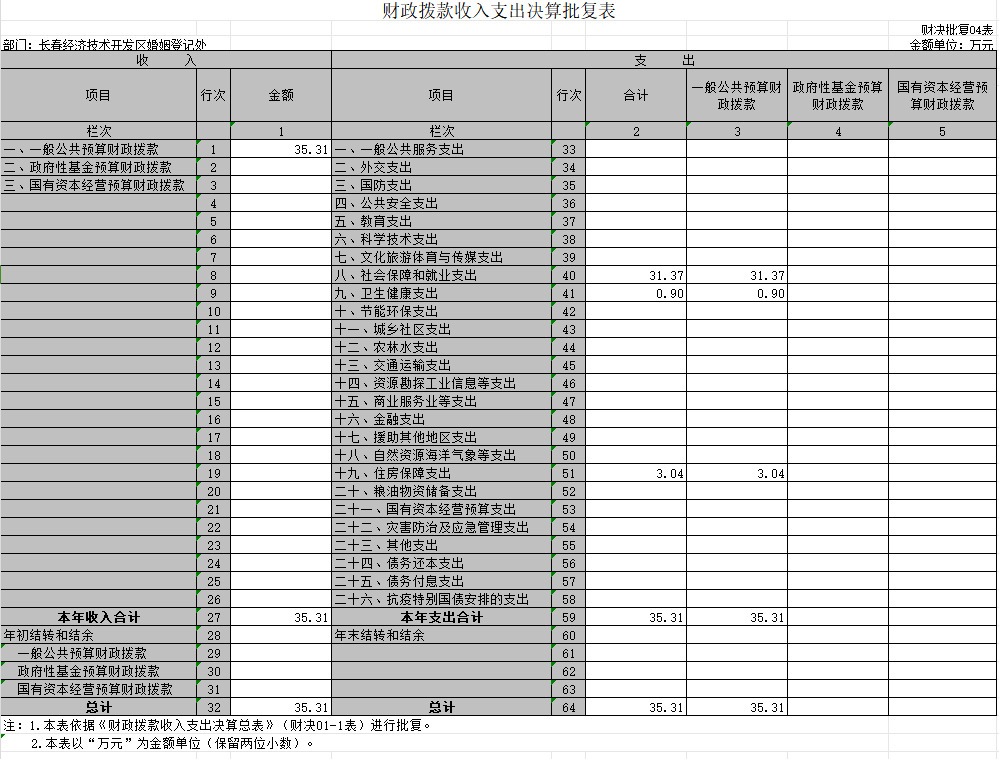 财政拨款收入支出决算批复表
财决批复04表
部门：长春经济技术开发区婚姻登记处 金额单位：万元
收 入 支 出
项目 行次 金额 项目 行次 合计 一般公共预算财政拨款 政府性基金预算财政拨款 国有资本经营预算财政拨款
栏次 1 栏次 2 3 4 5
一、一般公共预算财政拨款 1 35.31 一、一般公共服务支出 33
二、政府性基金预算财政拨款 2 二、外交支出 34
三、国有资本经营预算财政拨款 3 三、国防支出 35
4 四、公共安全支出 36
5 五、教育支出 37
6 六、科学技术支出 38
7 七、文化旅游体育与传媒支出 39
8 八、社会保障和就业支出 40 31.37 31.37
9 九、卫生健康支出 41 0.90 0.90
10 十、节能环保支出 42
11 十一、城乡社区支出 43
12 十二、农林水支出 44
13 十三、交通运输支出 45
14 十四、资源勘探工业信息等支出 46
15 十五、商业服务业等支出 47
16 十六、金融支出 48
17 十七、援助其他地区支出 49
18 十八、自然资源海洋气象等支出 50
19 十九、住房保障支出 51 3.04 3.04
20 二十、粮油物资储备支出 52
21 二十一、国有资本经营预算支出 53
22 二十二、灾害防治及应急管理支出 54
23 二十三、其他支出 55
24 二十四、债务还本支出 56
25 二十五、债务付息支出 57
26 二十六、抗疫特别国债安排的支出 58
本年收入合计 27 35.31 本年支出合计 59 35.31 35.31
年初结转和结余 28 年末结转和结余 60
一般公共预算财政拨款 29 61
政府性基金预算财政拨款 30 62
国有资本经营预算财政拨款 31 63
总计 32 35.31 总计 64 35.31 35.31
注：1.本表依据《财政拨款收入支出决算总表》（财决01-1表）进行批复。
2.本表以“万元”为金额单位（保留两位小数）。